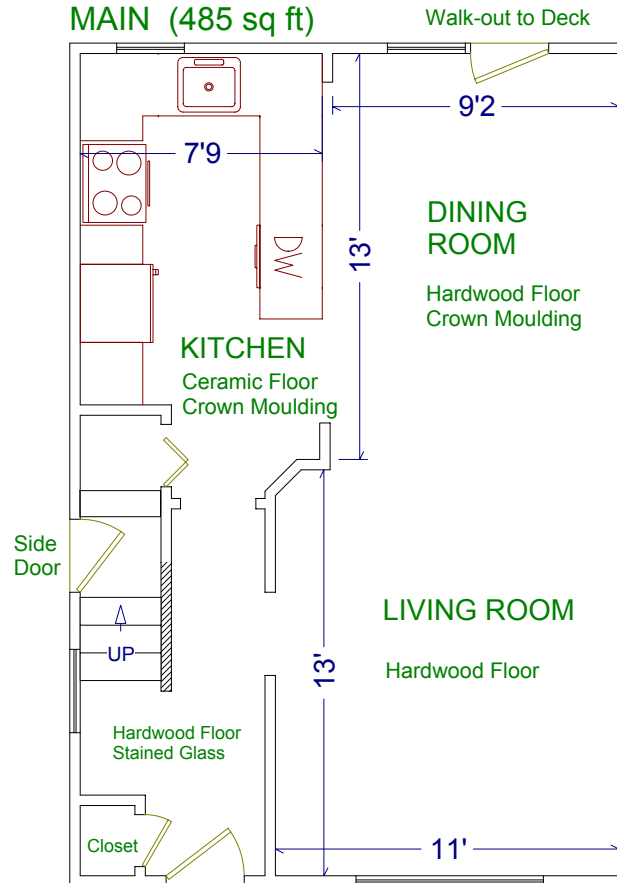 MAIN (485 sq ft)
Walk-out to Deck
9'2
7'9
DINING
ROOM
DW
13'
Hardwood Floor
Crown Moulding
KITCHEN
Ceramic Floor
Crown Moulding
Side
Door
LIVING ROOM
UP
13'
Hardwood Floor
Hardwood Floor
Stained Glass
Closet
11'